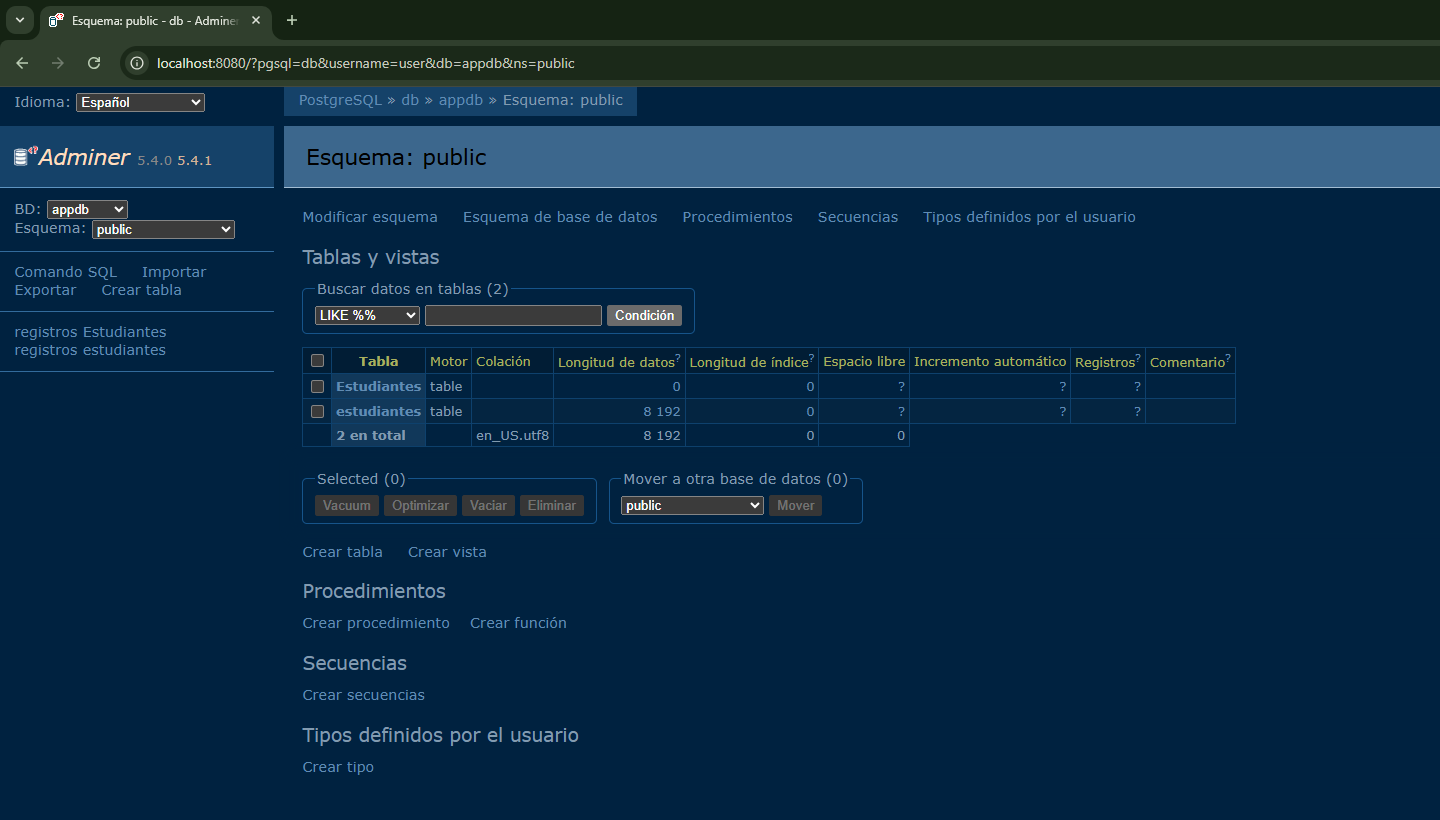 Esquema: public - db - Adminer
localhost:8080/?pgsql=db&username=user&db=appdb&ns=public
Idioma: Español
PostgreSQL » db » appdb » Esquema: public
Adminer 5.4.0 5.4.1
Esquema: public
BD: appdb
Esquema: public
Comando SQL Importar
Exportar Crear tabla
registros Estudiantes
registros estudiantes
Modificar esquema Esquema de base de datos Procedimientos Secuencias Tipos definidos por el usuario
Tablas y vistas
Buscar datos en tablas (2)
LIKE %% Condición
Tabla Motor Colación Longitud de datos? Longitud de índice? Espacio libre Incremento automático Registros? Comentario?
Estudiantes table 0 0 ? ? ?
estudiantes table 8 192 0 ? ? ?
2 en total en_US.utf8 8 192 0 0
Selected (0) Mover a otra base de datos (0)
Vacuum Optimizar Vaciar Eliminar public Mover
Crear tabla Crear vista
Procedimientos
Crear procedimiento Crear función
Secuencias
Crear secuencias
Tipos definidos por el usuario
Crear tipo